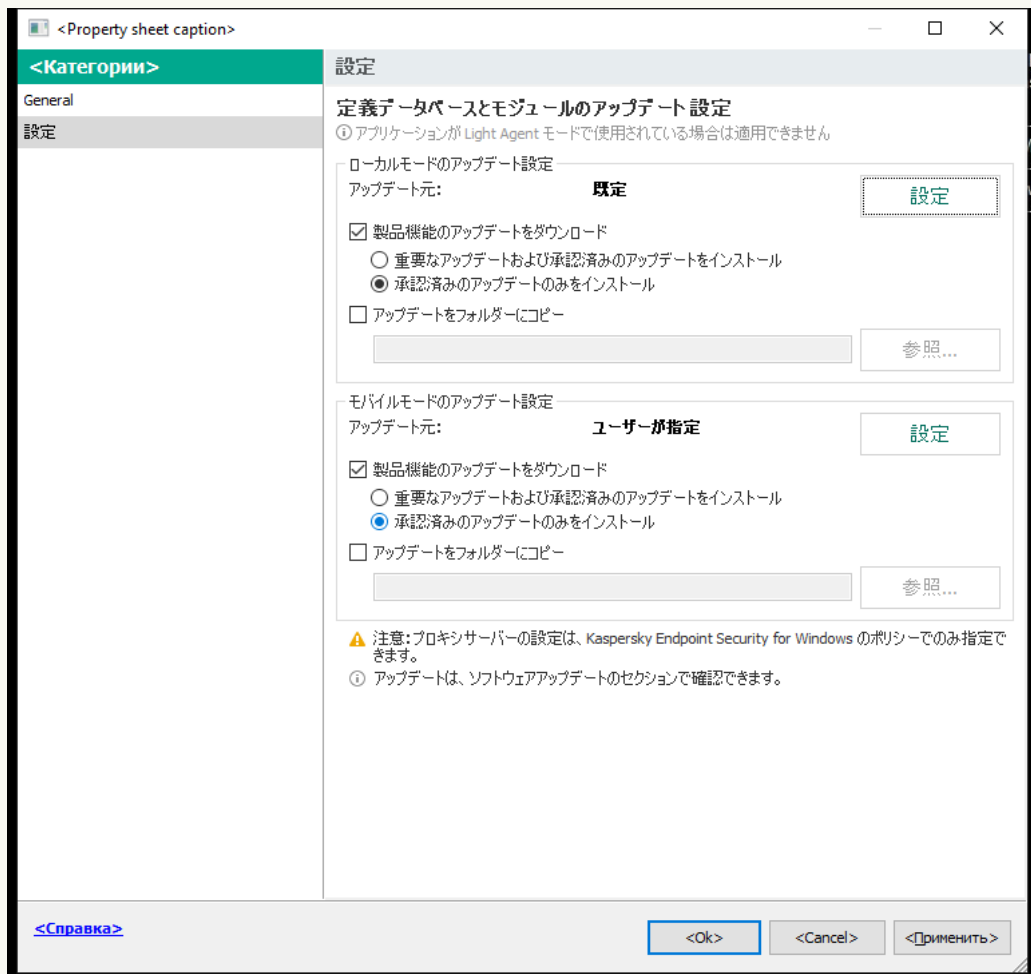 <Property sheet caption>
<Категории>
General
設定
設定
定義データベースとモジュールのアップデート設定
アプリケーションが Light Agent モードで使用されている場合は適用できません
ローカルモードのアップデート設定
アップデート元: 既定 設定
製品機能のアップデートをダウンロード
重要なアップデートおよび承認済みのアップデートをインストール
承認済みのアップデートのみをインストール
アップデートをフォルダーにコピー
参照...
モバイルモードのアップデート設定
アップデート元: ユーザーが指定 設定
製品機能のアップデートをダウンロード
重要なアップデートおよび承認済みのアップデートをインストール
承認済みのアップデートのみをインストール
アップデートをフォルダーにコピー
参照...
注意:プロキシサーバーの設定は、Kaspersky Endpoint Security for Windows のポリシーでのみ指定で
きます。
アップデートは、ソフトウェアアップデートのセクションで確認できます。
<Справка>
<Ok> <Cancel> <Применить>